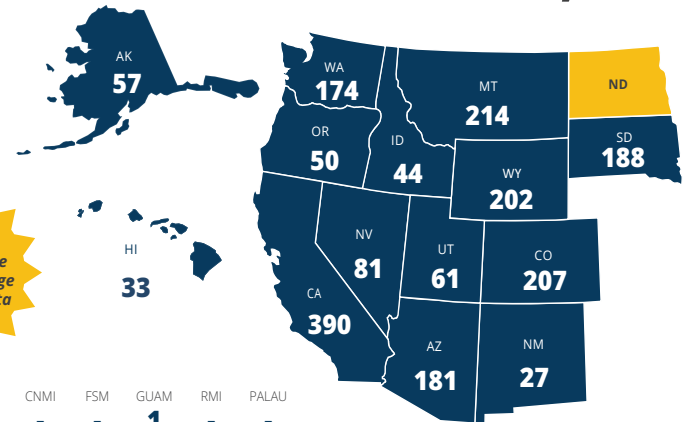 AK
57
WA
174
MT
214
ND
OR
50
ID
44
SD
188
WY
202
HI
33
NV
81
UT
61
CO
207
CA
390
AZ
181
NM
27
CNMI FSM GUAM RMI PALAU
- - 1 - -